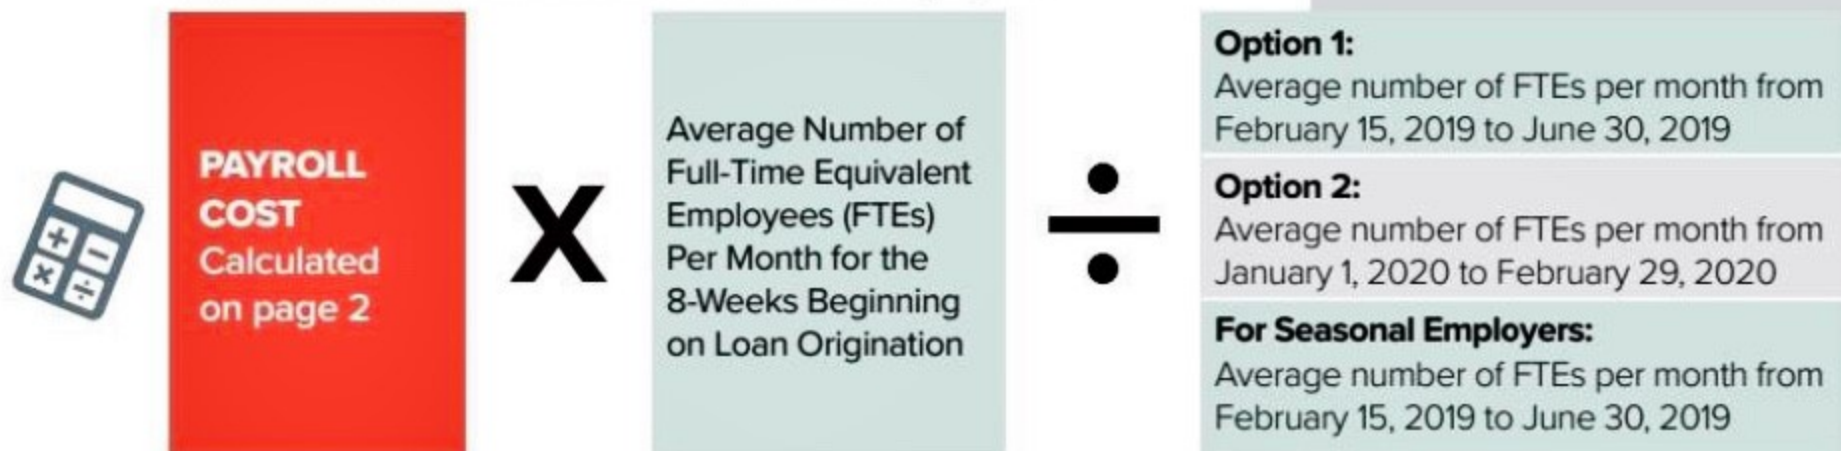 PAYROLL
COST
Calculated
on page 2
X
Average Number of
Full-Time Equivalent
Employees (FTEs)
Per Month for the
8-Weeks Beginning
on Loan Origination
÷
Option 1:
Average number of FTEs per month from
February 15, 2019 to June 30, 2019
Option 2:
Average number of FTEs per month from
January 1, 2020 to February 29, 2020
For Seasonal Employers:
Average number of FTEs per month from
February 15, 2019 to June 30, 2019